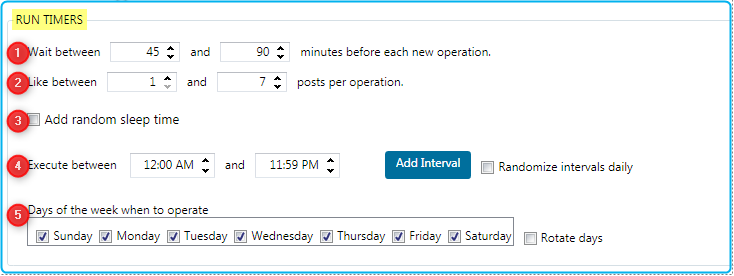 RUN TIMERS
1 Wait between 45 and 90 minutes before each new operation.
2 Like between 1 and 7 posts per operation.
3 Add random sleep time
4 Execute between 12:00 AM and 11:59 PM Add Interval Randomize intervals daily
Days of the week when to operate
5 Sunday Monday Tuesday Wednesday Thursday Friday Saturday Rotate days